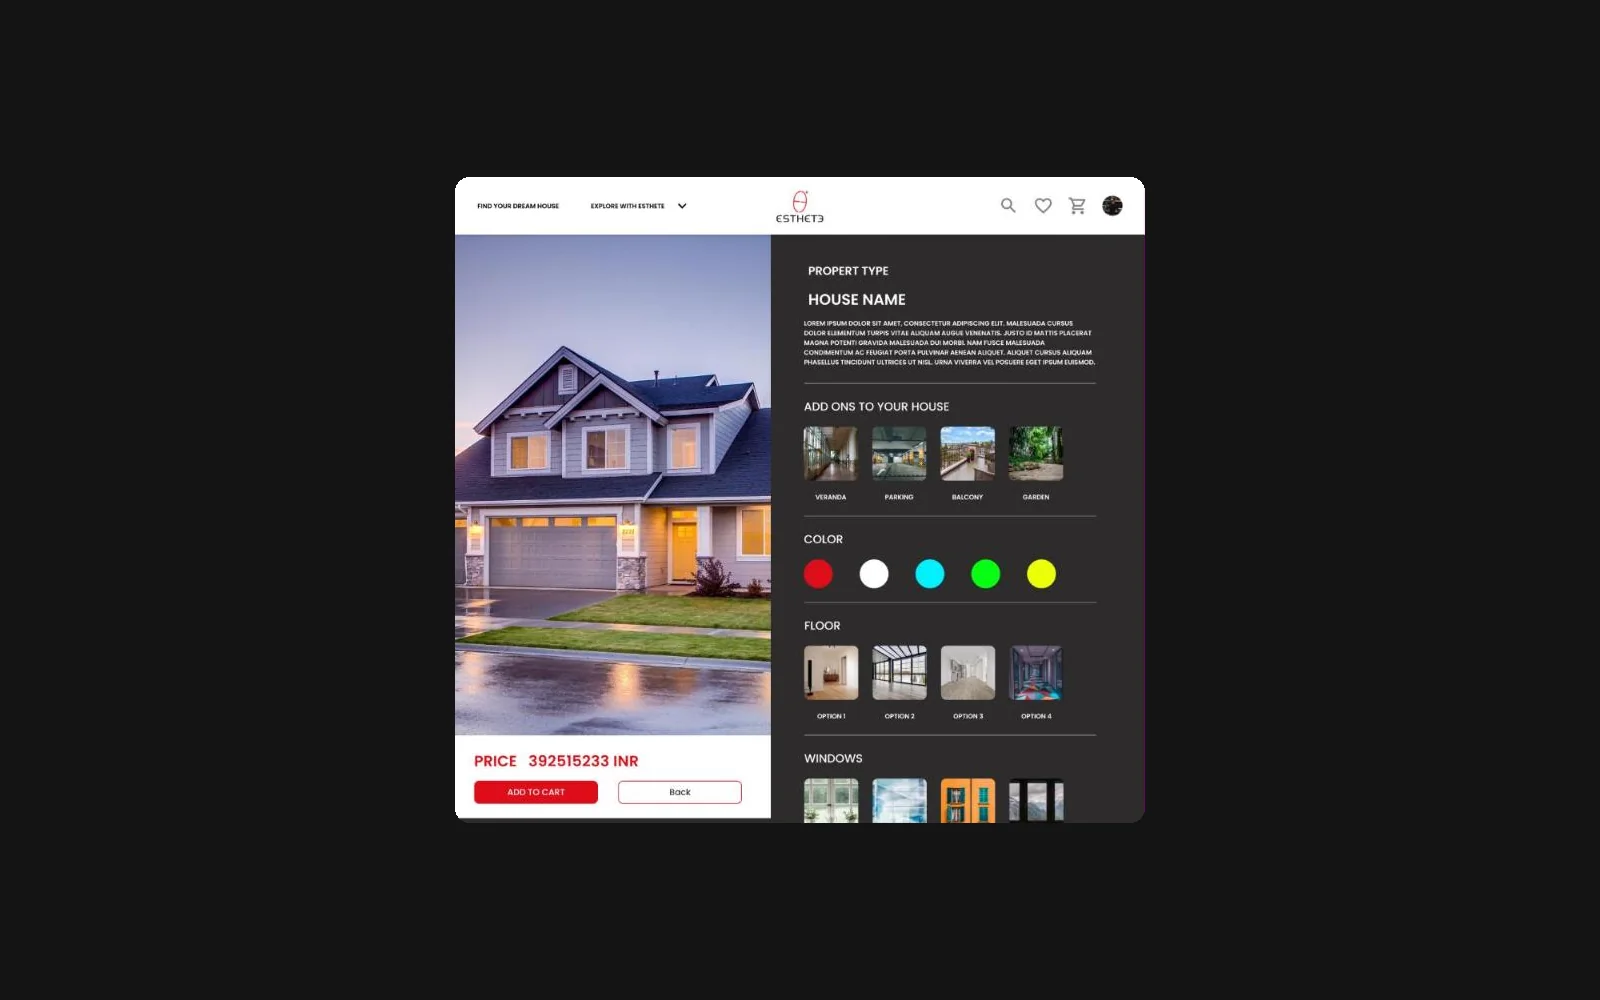 FIND YOUR DREAM HOUSE
EXPLORE WITH ESTHETE
ESTHET3
PROPERT TYPE
HOUSE NAME
LOREM IPSUM DOLOR SIT AMET, CONSECTETUR ADIPISCING ELIT. MALESUADA CURSUS
DOLOR ELEMENTUM TURPIS VITAE ALIQUAM AUGUE VENENATIS. JUSTO ID MATTIS PLACERAT
MAGNA POTENTI GRAVIDA MALESUADA DUI MORBI. NAM FUSCE MALESUADA
CONDIMENTUM AC FEUGIAT PORTA PULVINAR AENEAN ALIQUET. ALIQUET CURSUS ALIQUAM
PHASELLUS TINCIDUNT ULTRICES UT NISL. URNA VIVERRA VEL POSUERE EGET IPSUM EUISMOD.
ADD ONS TO YOUR HOUSE
VERANDA PARKING BALCONY GARDEN
COLOR
FLOOR
OPTION 1 OPTION 2 OPTION 3 OPTION 4
WINDOWS
PRICE 392515233 INR
ADD TO CART Back